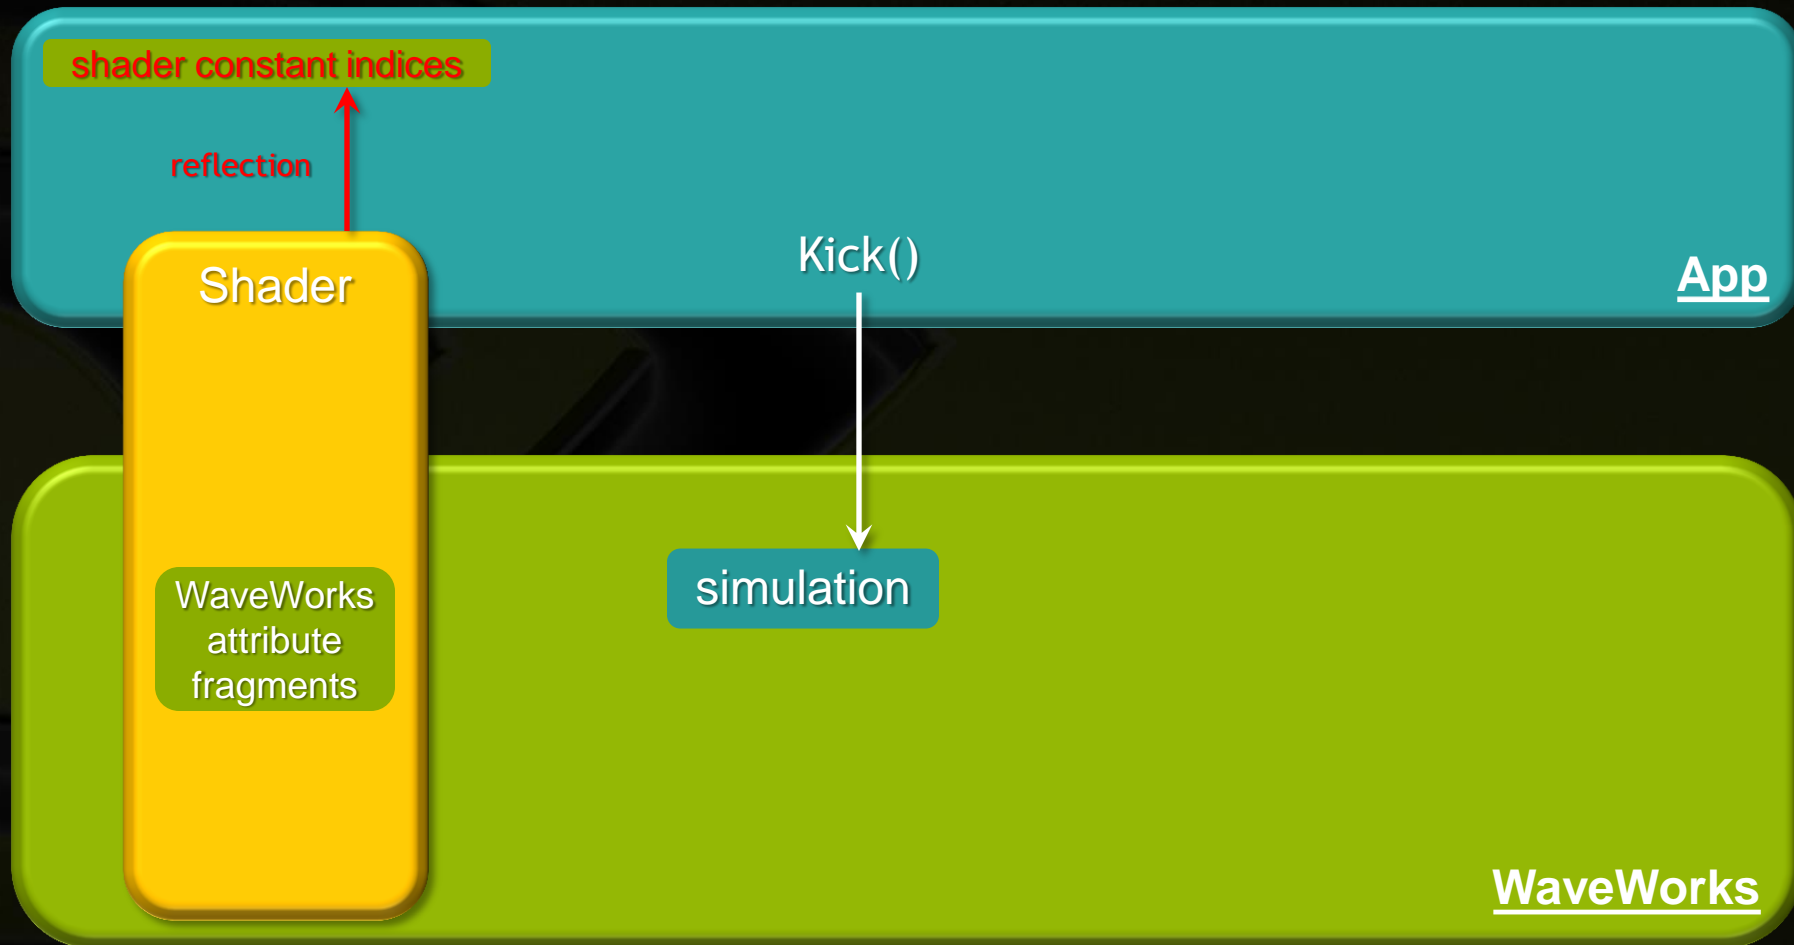 shader constant indices
reflection
Shader
Kick()
App
WaveWorks
attribute
fragments
simulation
WaveWorks